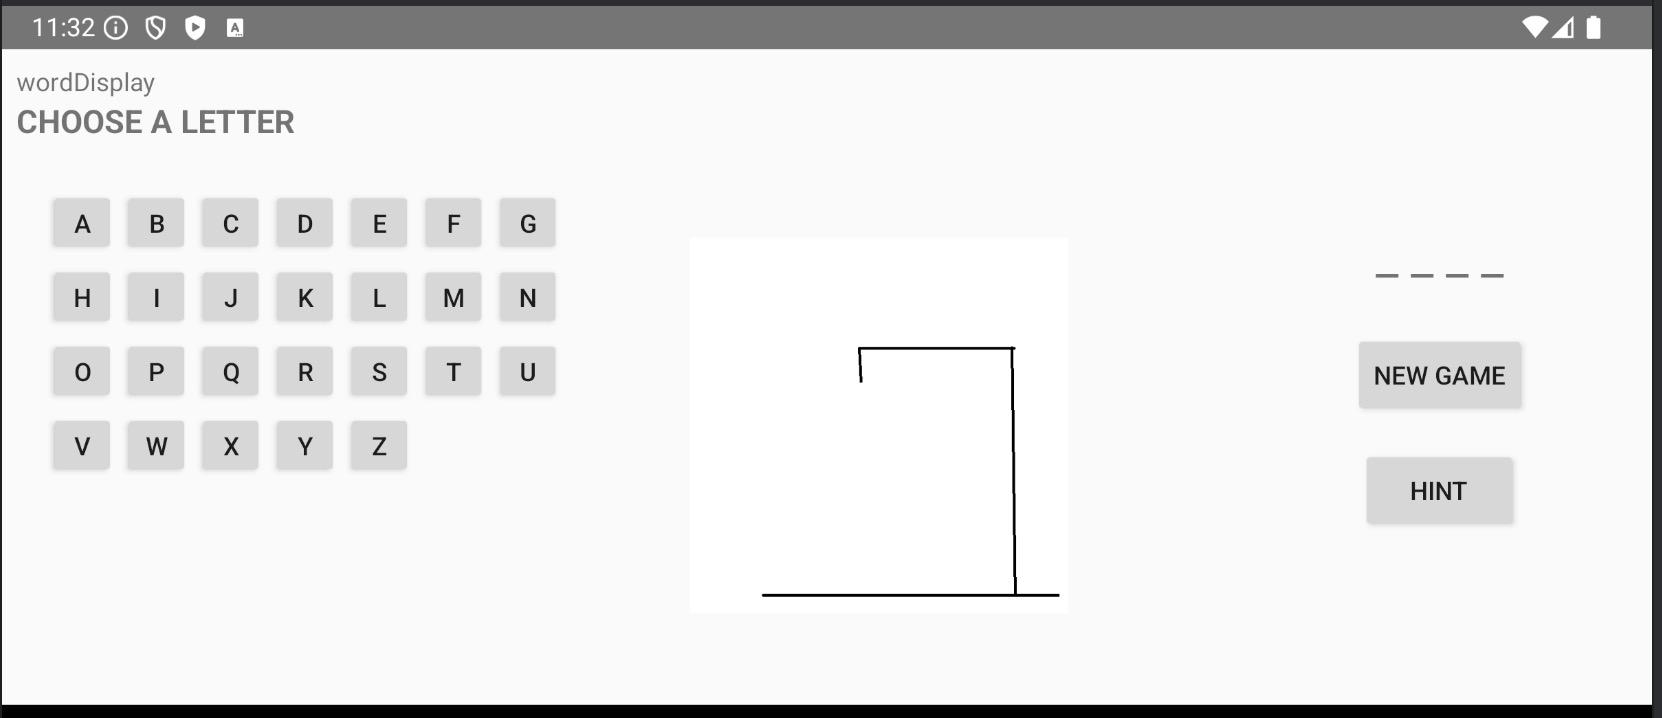 11:32
wordDisplay
CHOOSE A LETTER
A B C D E F G
H I J K L M N
O P Q R S T U
V W X Y Z
_ _ _ _
NEW GAME
HINT